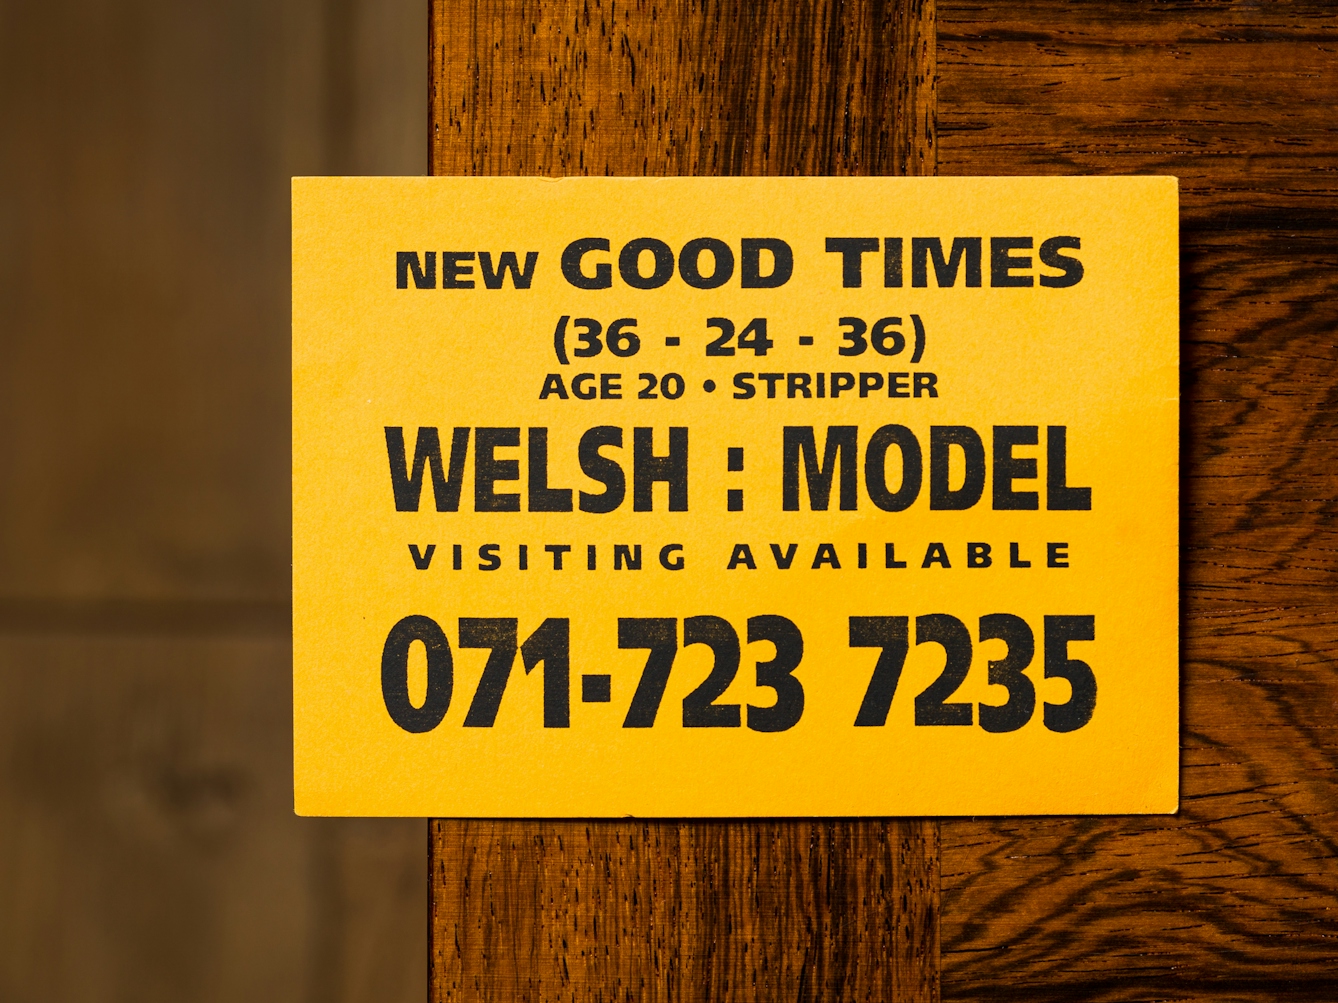 NEW GOOD TIMES
(36 - 24 - 36)
AGE 20 • STRIPPER
WELSH : MODEL
VISITING AVAILABLE
071-723 7235